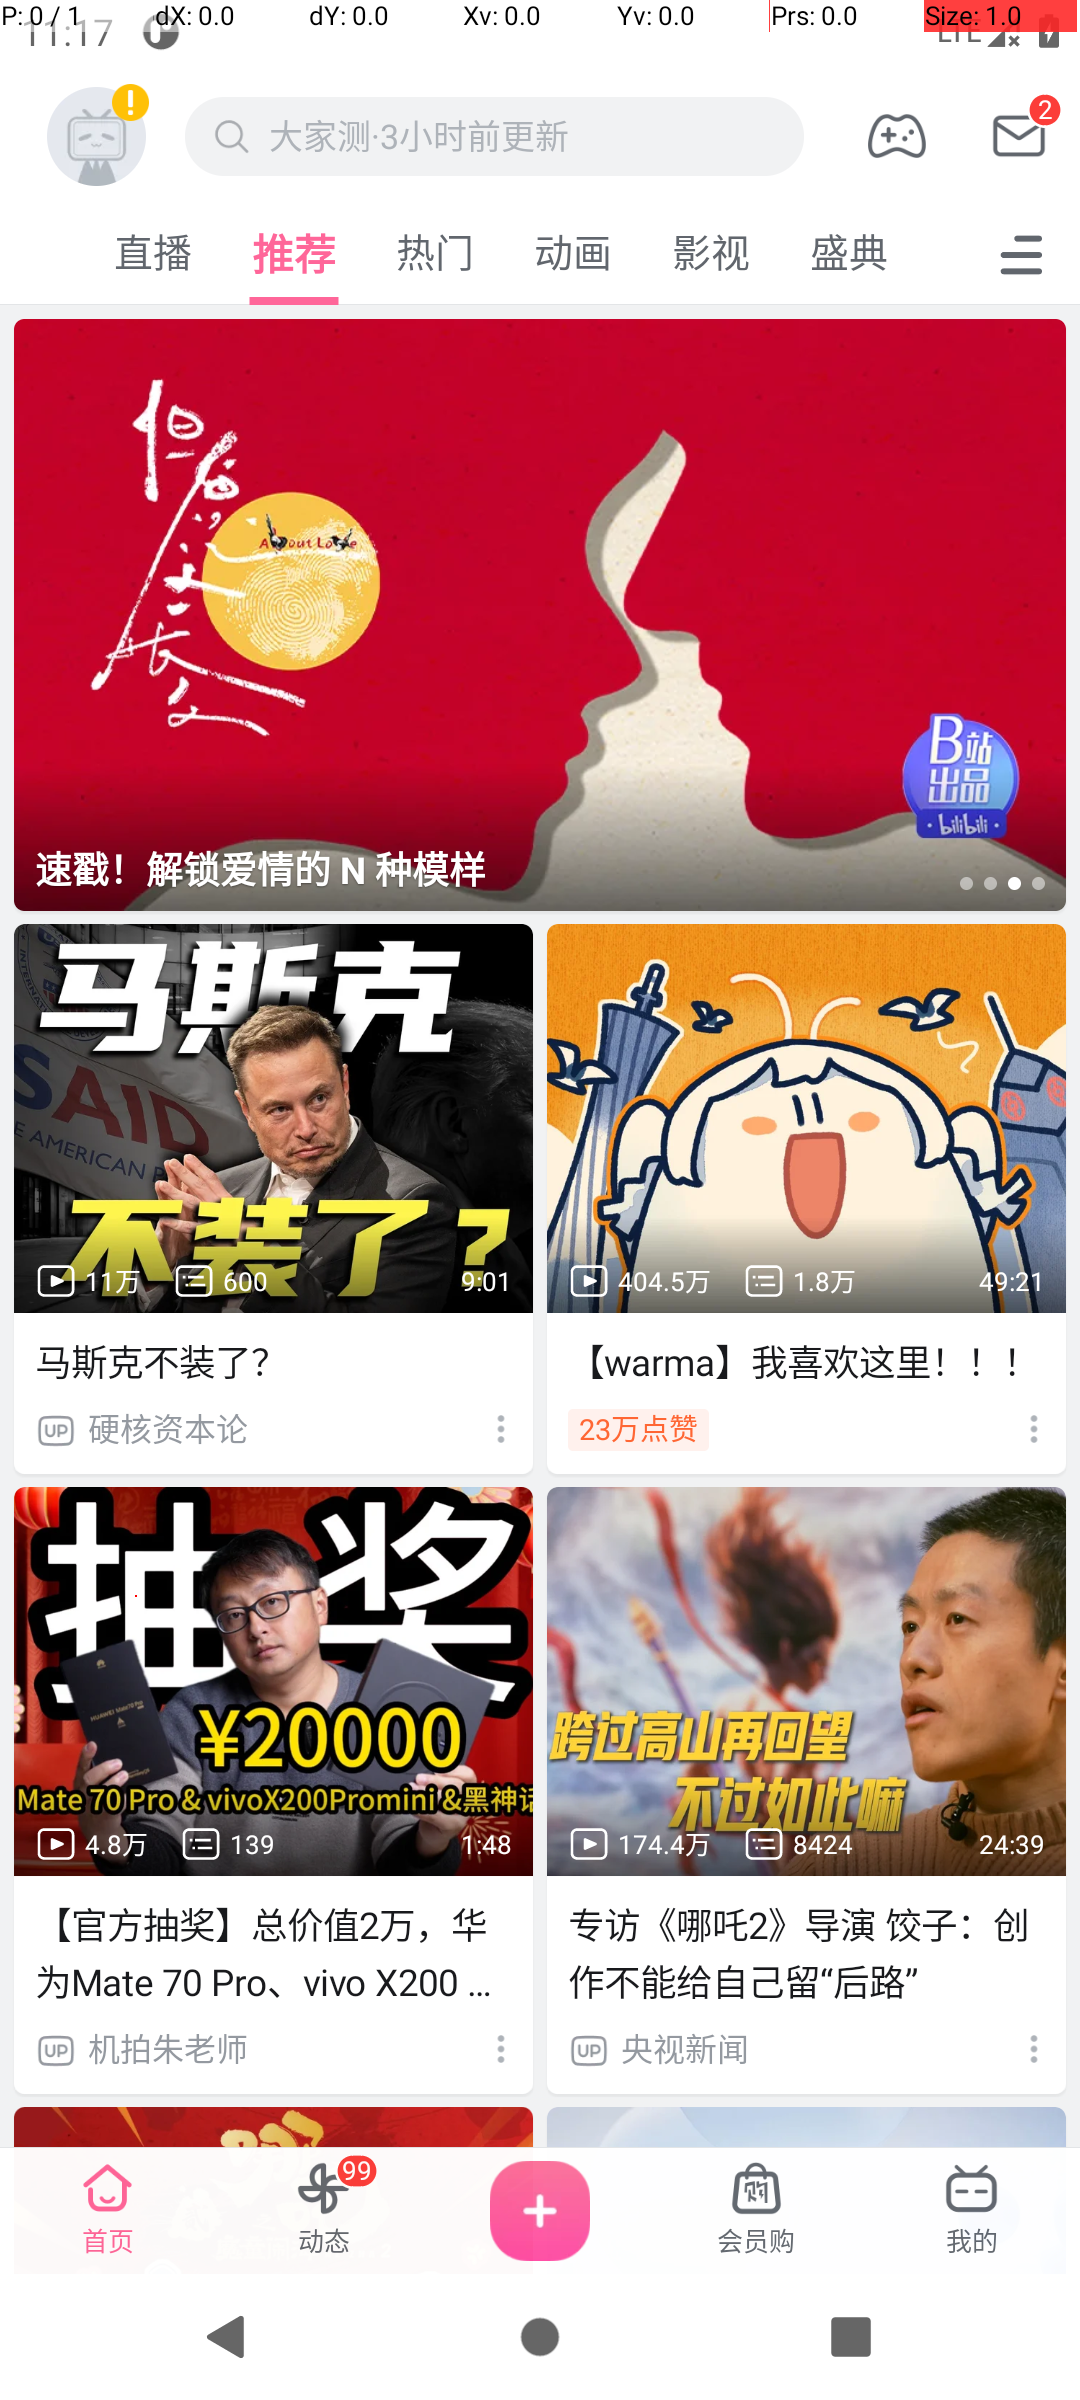 P: 0 / 1 dX: 0.0 dY: 0.0 Xv: 0.0 Yv: 0.0 Prs: 0.0 Size: 1.0
11:17 LTE
大家测·3小时前更新 2
直播 推荐 热门 动画 影视 盛典
但愿人长久
About Love
B站
出品
bilibili
速戳！解锁爱情的 N 种模样
马斯克
USAID
AMERICAN
不装了？
11万 600 9:01
404.5万 1.8万 49:21
马斯克不装了？
【warma】我喜欢这里！！！
UP 硬核资本论
23万点赞
抽奖
HUAWEI Mate70 Pro
¥20000
Mate 70 Pro & vivoX200Promini &黑神话
4.8万 139 1:48
跨过高山再回望
不过如此嘛
174.4万 8424 24:39
【官方抽奖】总价值2万，华
为Mate 70 Pro、vivo X200 ...
专访《哪吒2》导演 饺子：创
作不能给自己留“后路”
UP 机拍朱老师
UP 央视新闻
99
购
首页 动态 会员购 我的